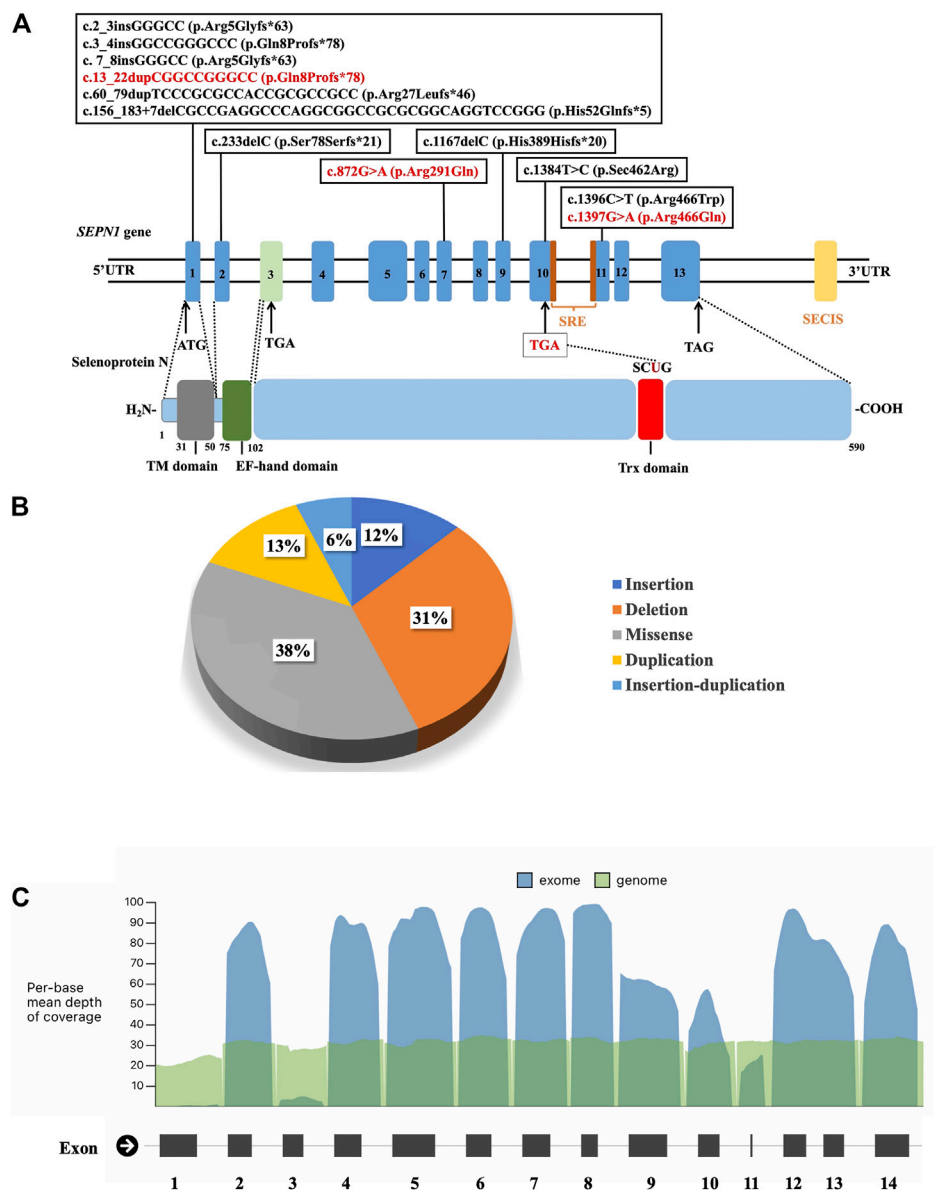 A
c.2_3insGGGCC (p.Arg5Glyfs*63)
c.3_4insGGCCGGGCCC (p.Gln8Profs*78)
c. 7_8insGGGCC (p.Arg5Glyfs*63)
c.13_22dupCGGCCGGGCC (p.Gln8Profs*78)
c.60_79dupTCCCGCGCCACCGCGCCGCC (p.Arg27Leufs*46)
c.156_183+7delCGCCGAGGCCCAGGCGGCCGCGCGGCAGGTCCGGG (p.His52Glnfs*5)
c.233delC (p.Ser78Serfs*21)
c.1167delC (p.His389Hisfs*20)
c.872G>A (p.Arg291Gln)
c.1384T>C (p.Sec462Arg)
c.1396C>T (p.Arg466Trp)
c.1397G>A (p.Arg466Gln)
SEPN1 gene
5'UTR
1 2 3 4 5 6 7 8 9 10 11 12 13
3'UTR
ATG
TGA
SRE
TGA
TAG
SECIS
Selenoprotein N
SCUG
H2N-
-COOH
1 31 50 75 102 590
TM domain
EF-hand domain
Trx domain
B
6%
12%
13%
31%
38%
Insertion
Deletion
Missense
Duplication
Insertion-duplication
C
exome
genome
100
90
80
70
60
50
40
30
20
10
Per-base
mean depth
of coverage
Exon
1 2 3 4 5 6 7 8 9 10 11 12 13 14